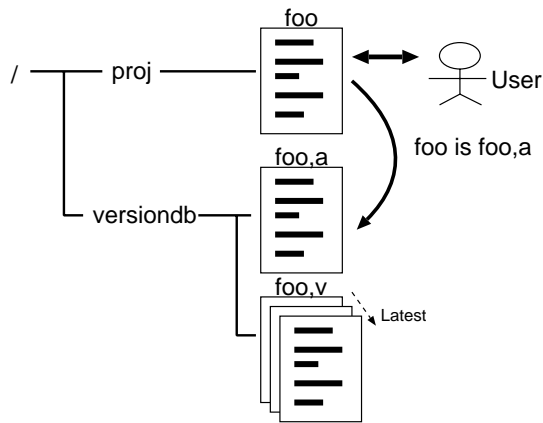 foo
/
proj
User
foo is foo,a
foo,a
versiondb
foo,v
Latest